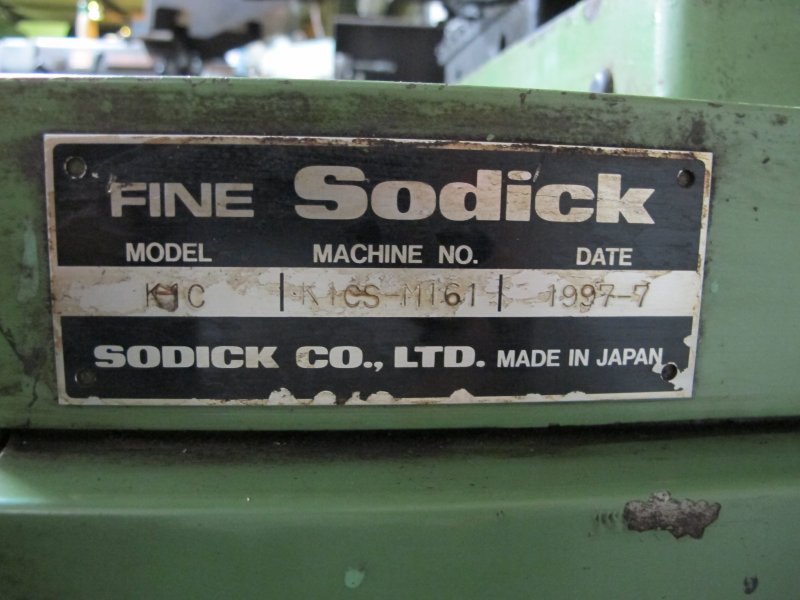 FINE Sodick
MODEL MACHINE NO. DATE
K1C K1CS-M161 1997-7
SODICK CO., LTD. MADE IN JAPAN